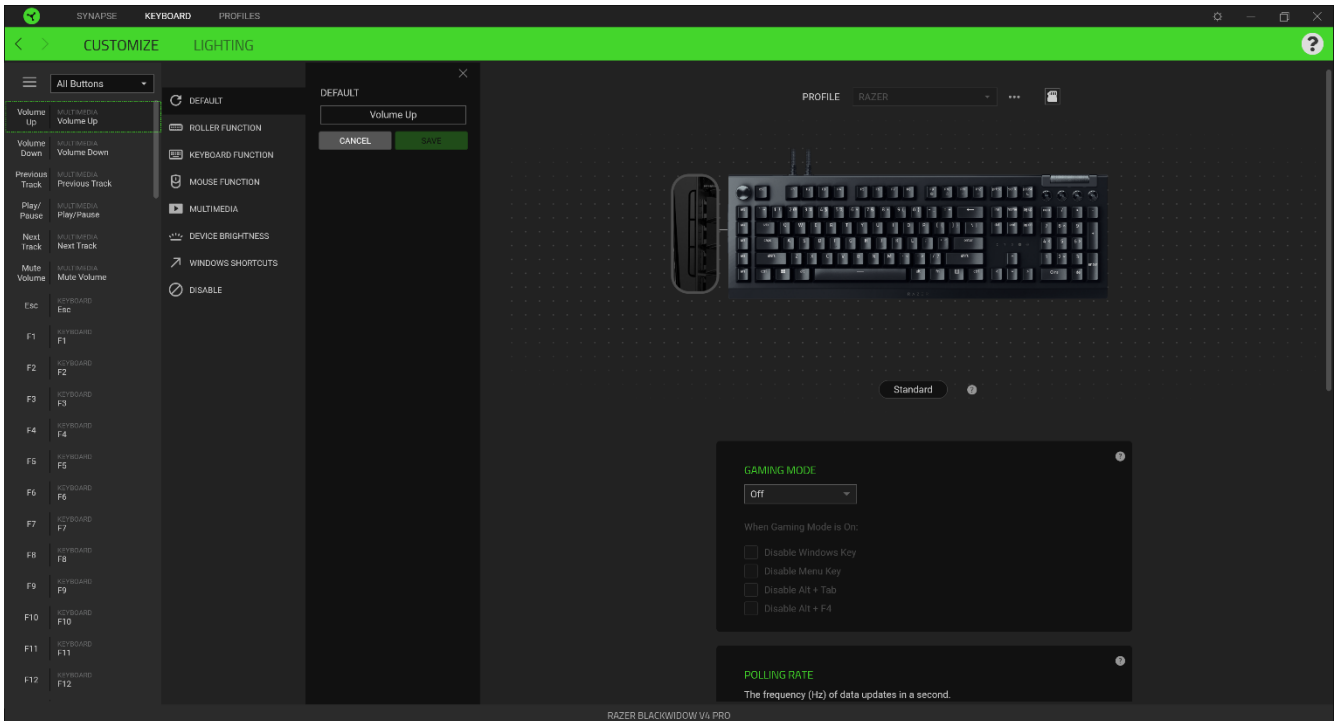 SYNAPSE KEYBOARD PROFILES
CUSTOMIZE LIGHTING
All Buttons
Volume Up MULTIMEDIA Volume Up
Volume Down MULTIMEDIA Volume Down
Previous Track MULTIMEDIA Previous Track
Play/Pause MULTIMEDIA Play/Pause
Next Track MULTIMEDIA Next Track
Mute Volume MULTIMEDIA Mute Volume
Esc KEYBOARD Esc
F1 KEYBOARD F1
F2 KEYBOARD F2
F3 KEYBOARD F3
F4 KEYBOARD F4
F5 KEYBOARD F5
F6 KEYBOARD F6
F7 KEYBOARD F7
F8 KEYBOARD F8
F9 KEYBOARD F9
F10 KEYBOARD F10
F11 KEYBOARD F11
F12 KEYBOARD F12
DEFAULT
ROLLER FUNCTION
KEYBOARD FUNCTION
MOUSE FUNCTION
MULTIMEDIA
DEVICE BRIGHTNESS
WINDOWS SHORTCUTS
DISABLE
DEFAULT
Volume Up
CANCEL SAVE
PROFILE RAZER
Standard
GAMING MODE
Off
When Gaming Mode is On:
Disable Windows Key
Disable Menu Key
Disable Alt + Tab
Disable Alt + F4
POLLING RATE
The frequency (Hz) of data updates in a second.
RAZER BLACKWIDOW V4 PRO